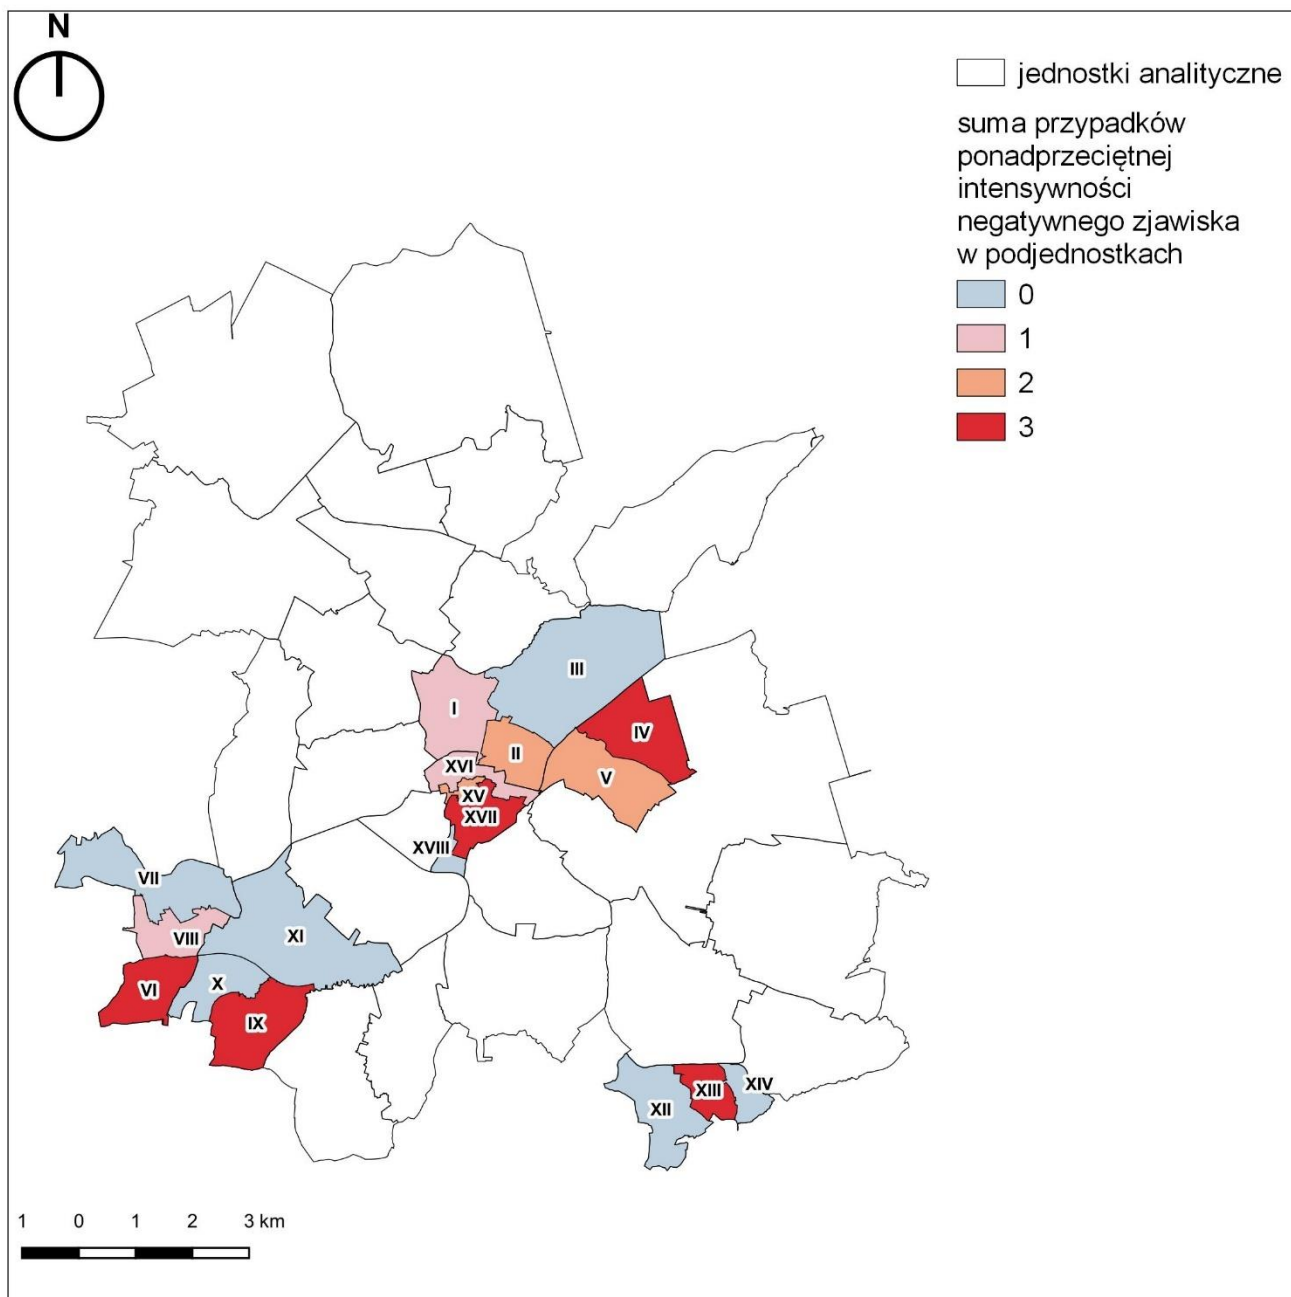 N
jednostki analityczne
suma przypadków
ponadprzeciętnej
intensywności
negatywnego zjawiska
w podjednostkach
0
1
2
3
III
I
IV
II
XVI
V
XV
XVII
XVIII
VII
VIII
XI
X
VI
IX
XIV
XIII
XII
1 0 1 2 3 km